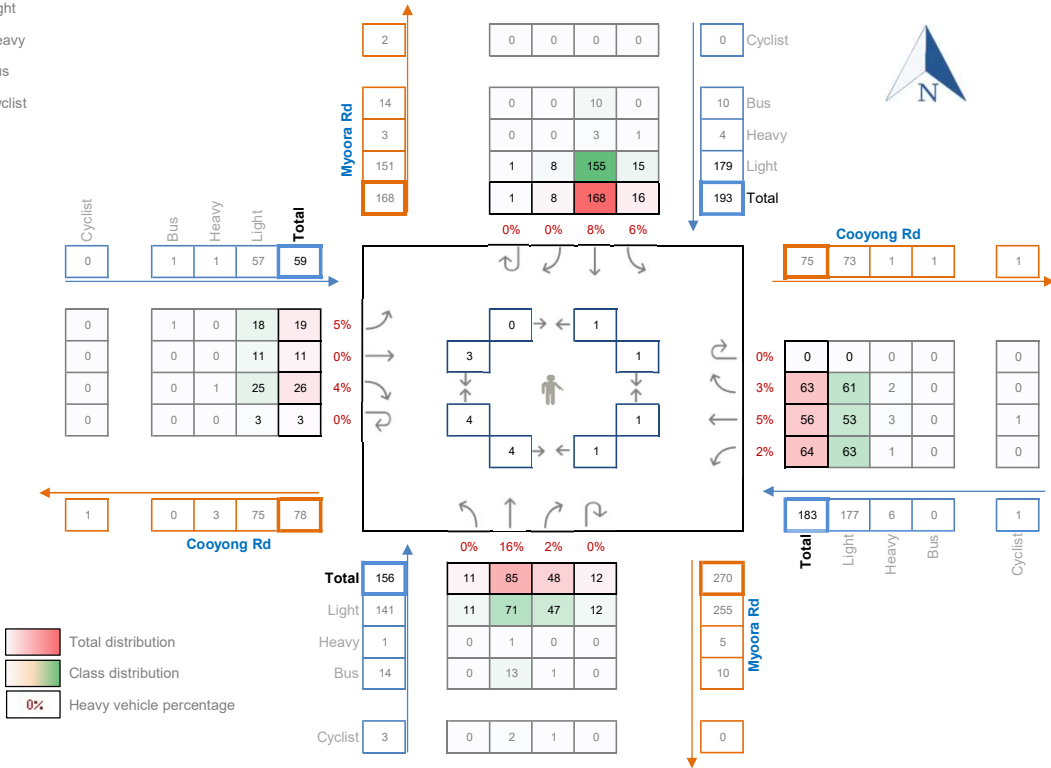 ght
eavy
us
yclist
2 0 0 0 0 0 Cyclist
14 0 0 10 0 10 Bus
3 0 0 3 1 4 Heavy
151 1 8 155 15 179 Light
168 1 8 168 16 193 Total
Myoora Rd
N
0% 0% 8% 6%
Cyclist Bus Heavy Light Total
0 1 1 57 59
Cooyong Rd
75 73 1 1 1
0 1 0 18 19 5%
0 0 0 11 11 0%
0 0 1 25 26 4%
0 0 0 3 3 0%
0 1
3 1
4 1
4 1
0% 0 0 0 0 0
3% 63 61 2 0 0
5% 56 53 3 0 1
2% 64 63 1 0 0
1 0 3 75 78
Cooyong Rd
183 177 6 0 1
Total Light Heavy Bus Cyclist
0% 16% 2% 0%
Total 156 11 85 48 12 270
Light 141 11 71 47 12 255
Heavy 1 0 1 0 0 5
Bus 14 0 13 1 0 10
Cyclist 3 0 2 1 0 0
Myoora Rd
Total distribution
Class distribution
0% Heavy vehicle percentage